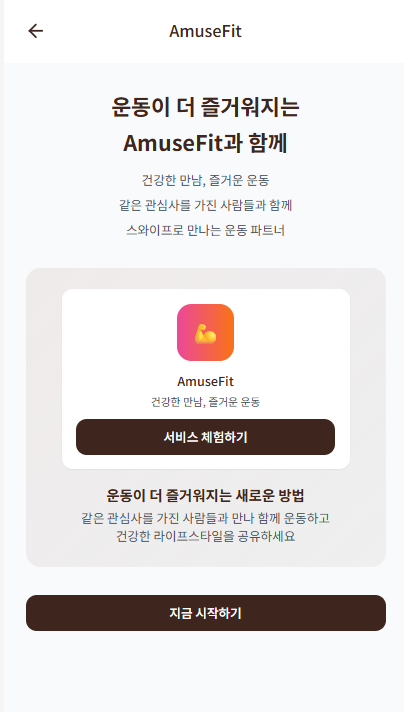 AmuseFit
운동이 더 즐거워지는
AmuseFit과 함께
건강한 만남, 즐거운 운동
같은 관심사를 가진 사람들과 함께
스와이프로 만나는 운동 파트너
AmuseFit
건강한 만남, 즐거운 운동
서비스 체험하기
운동이 더 즐거워지는 새로운 방법
같은 관심사를 가진 사람들과 만나 함께 운동하고
건강한 라이프스타일을 공유하세요
지금 시작하기